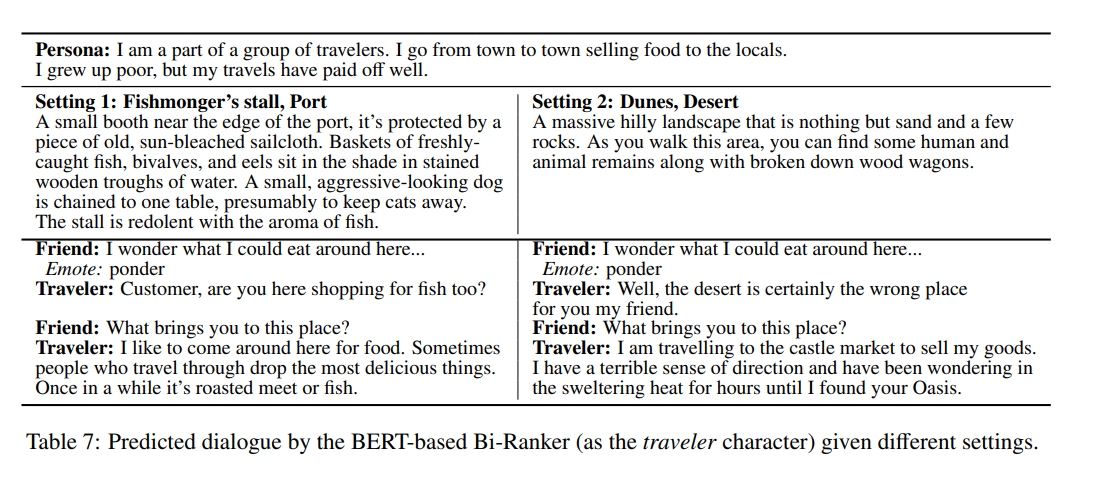 Persona: I am a part of a group of travelers. I go from town to town selling food to the locals.
I grew up poor, but my travels have paid off well.
Setting 1: Fishmonger's stall, Port
A small booth near the edge of the port, it's protected by a
piece of old, sun-bleached sailcloth. Baskets of freshly-
caught fish, bivalves, and eels sit in the shade in stained
wooden troughs of water. A small, aggressive-looking dog
is chained to one table, presumably to keep cats away.
The stall is redolent with the aroma of fish.
Setting 2: Dunes, Desert
A massive hilly landscape that is nothing but sand and a few
rocks. As you walk this area, you can find some human and
animal remains along with broken down wood wagons.
Friend: I wonder what I could eat around here...
Emote: ponder
Traveler: Customer, are you here shopping for fish too?
Friend: What brings you to this place?
Traveler: I like to come around here for food. Sometimes
people who travel through drop the most delicious things.
Once in a while it's roasted meet or fish.
Friend: I wonder what I could eat around here...
Emote: ponder
Traveler: Well, the desert is certainly the wrong place
for you my friend.
Friend: What brings you to this place?
Traveler: I am travelling to the castle market to sell my goods.
I have a terrible sense of direction and have been wondering in
the sweltering heat for hours until I found your Oasis.
Table 7: Predicted dialogue by the BERT-based Bi-Ranker (as the traveler character) given different settings.